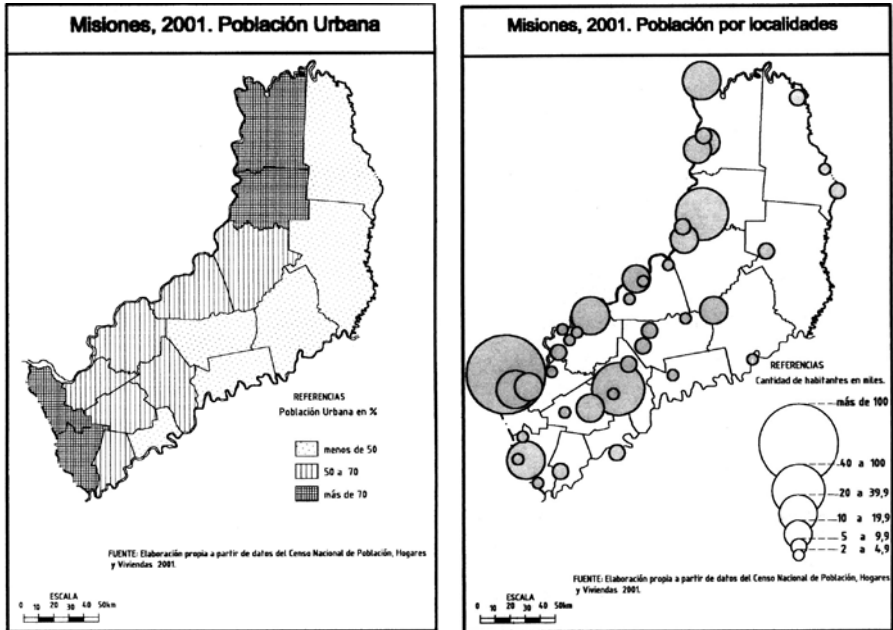 Misiones, 2001. Población Urbana
REFERENCIAS
Población Urbana en %
menos de 50
50 a 70
más de 70
FUENTE: Elaboración propia a partir de datos del Censo Nacional de Población, Hogares
y Viviendas 2001.
ESCALA
0 10 20 30 40 50km
Misiones, 2001. Población por localidades
REFERENCIAS
Cantidad de habitantes en miles.
más de 100
40 a 100
20 a 39,9
10 a 19,9
5 a 9,9
2 a 4,9
FUENTE: Elaboración propia a partir de datos del Censo Nacional de Población, Hogares
y Viviendas 2001.
ESCALA
0 10 20 30 40 50km